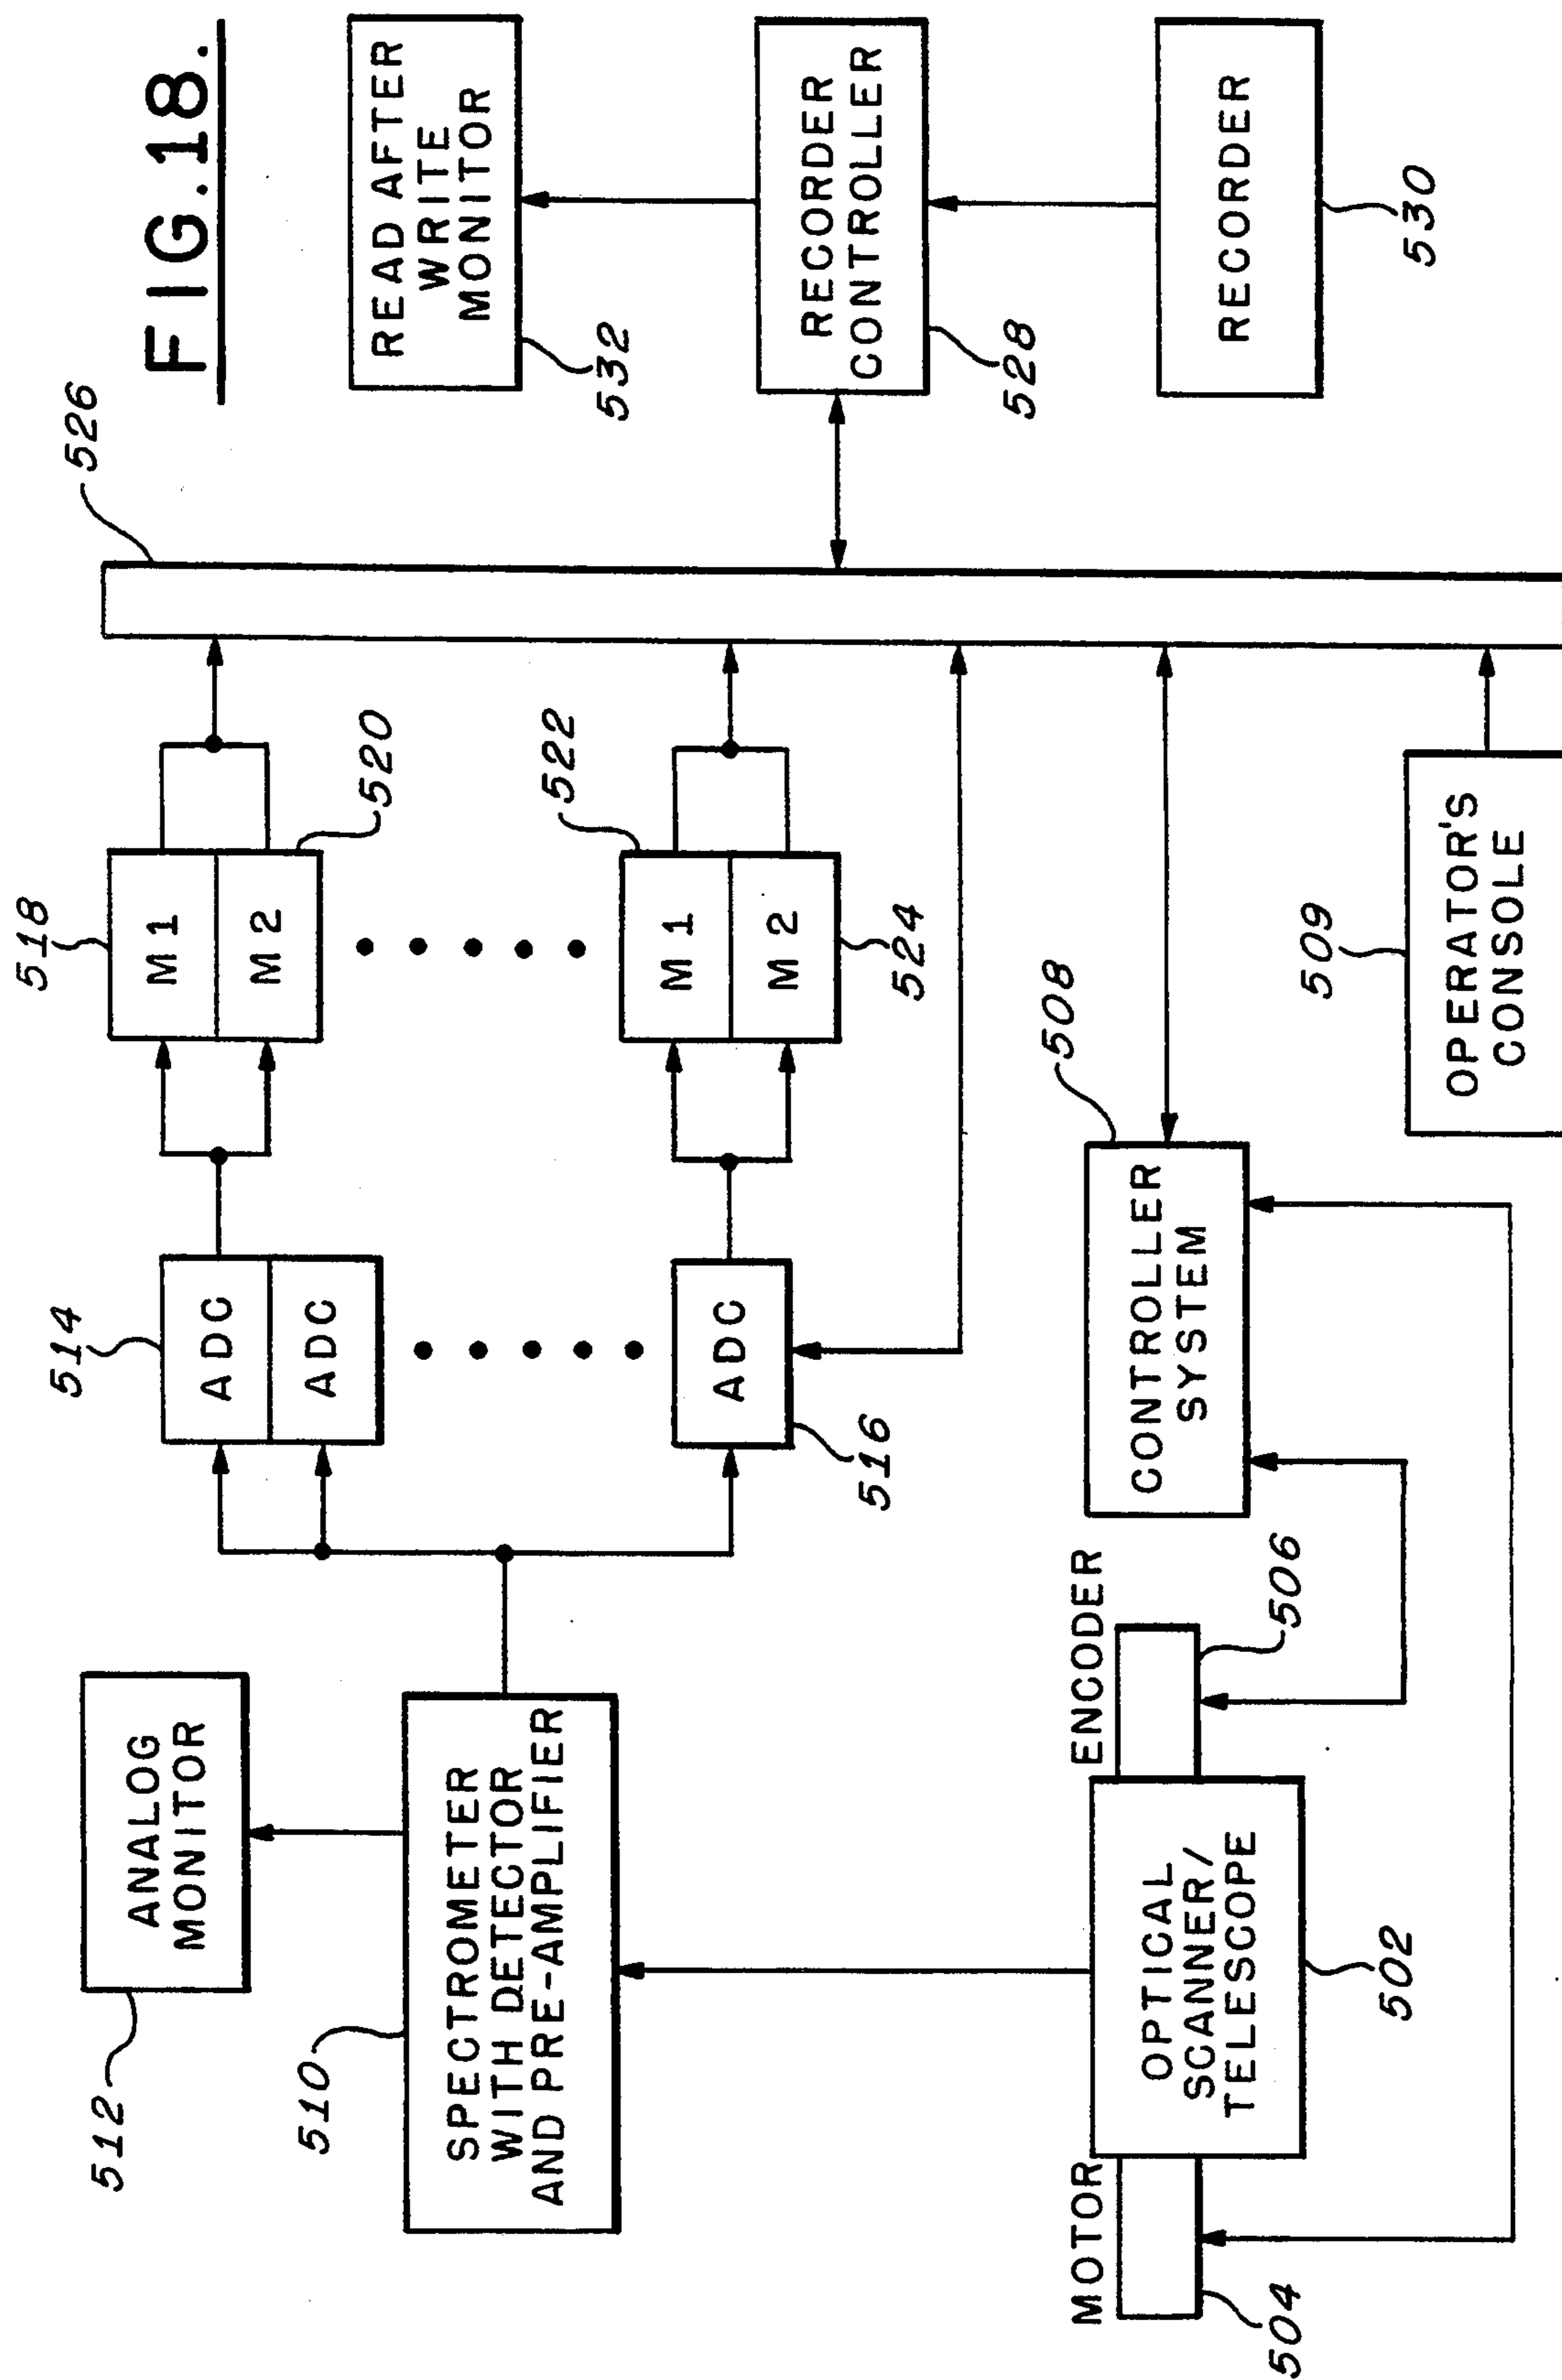 FIG.18.
512
ANALOG
MONITOR
510
SPECTROMETER
WITH DETECTOR
AND PRE-AMPLIFIER
514
ADC
ADC
ADC
516
518
M1
M2
520
522
M1
M2
524
526
READ AFTER
WRITE
MONITOR
532
RECORDER
CONTROLLER
528
RECORDER
530
MOTOR
504
OPTICAL
SCANNER/
TELESCOPE
502
ENCODER
506
508
CONTROLLER
SYSTEM
509
OPERATOR'S
CONSOLE